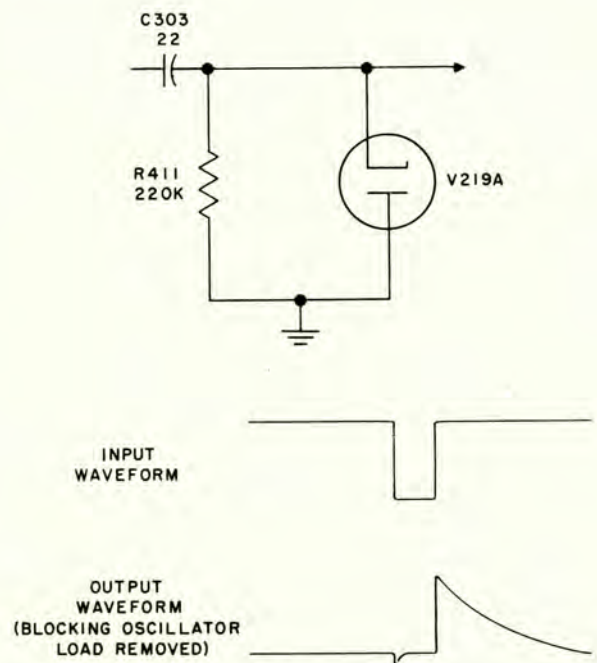 C303
22
R411
220K
V219A
INPUT
WAVEFORM
OUTPUT
WAVEFORM
(BLOCKING OSCILLATOR
LOAD REMOVED)